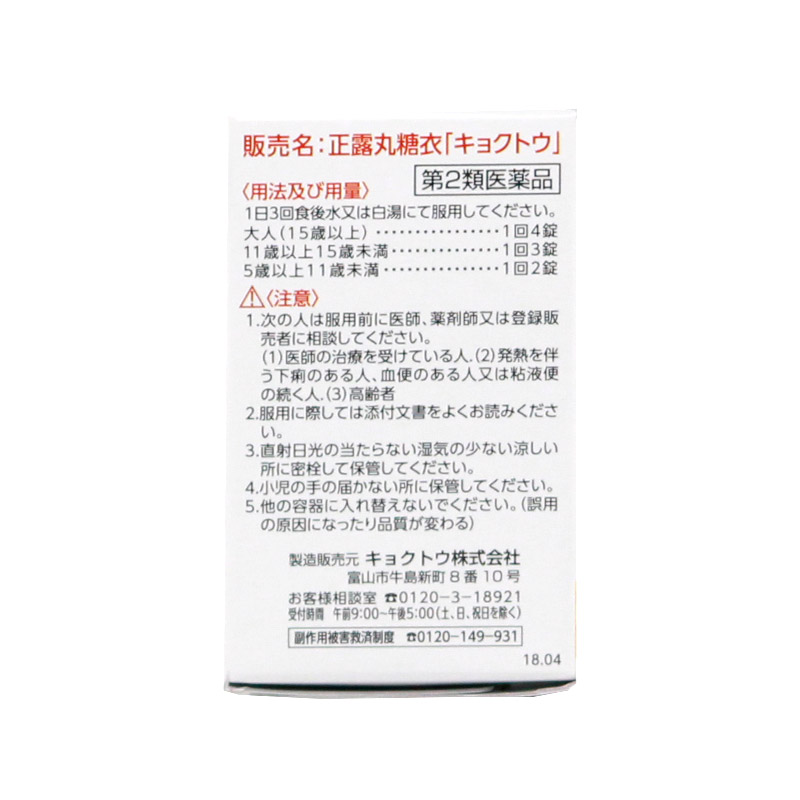 販売名:正露丸糖衣「キョクトウ」
第2類医薬品
〈用法及び用量〉
1日3回食後水又は白湯にて服用してください。
大人(15歳以上)・・・・・・・・・・・・・・・・1回4錠
11歳以上15歳未満・・・・・・・・・・・・・・1回3錠
5歳以上11歳未満・・・・・・・・・・・・・・・1回2錠
⚠〈注意〉
1.次の人は服用前に医師、薬剤師又は登録販
売者に相談してください。
(1)医師の治療を受けている人.(2)発熱を伴
う下痢のある人、血便のある人又は粘液便
の続く人.(3)高齢者
2.服用に際しては添付文書をよくお読みくださ
い。
3.直射日光の当たらない湿気の少ない涼しい
所に密栓して保管してください。
4.小児の手の届かない所に保管してください。
5.他の容器に入れ替えないでください。(誤用
の原因になったり品質が変わる)
製造販売元 キョクトウ株式会社
富山市牛島新町8番10号
お客様相談室 ☎0120-3-18921
受付時間 午前9:00〜午後5:00(土、日、祝日を除く)
副作用被害救済制度 ☎0120-149-931
18.04